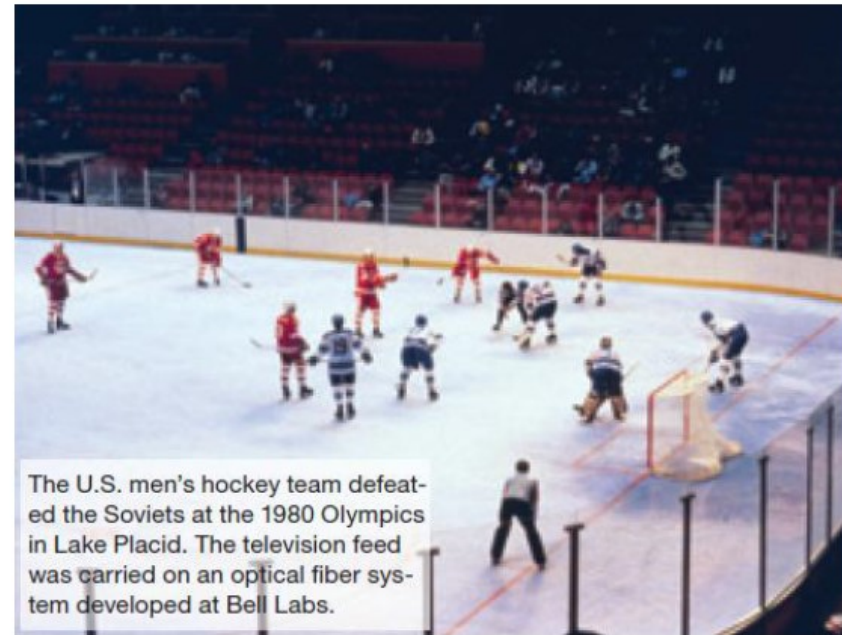 The U.S. men's hockey team defeat-
ed the Soviets at the 1980 Olympics
in Lake Placid. The television feed
was carried on an optical fiber sys-
tem developed at Bell Labs.